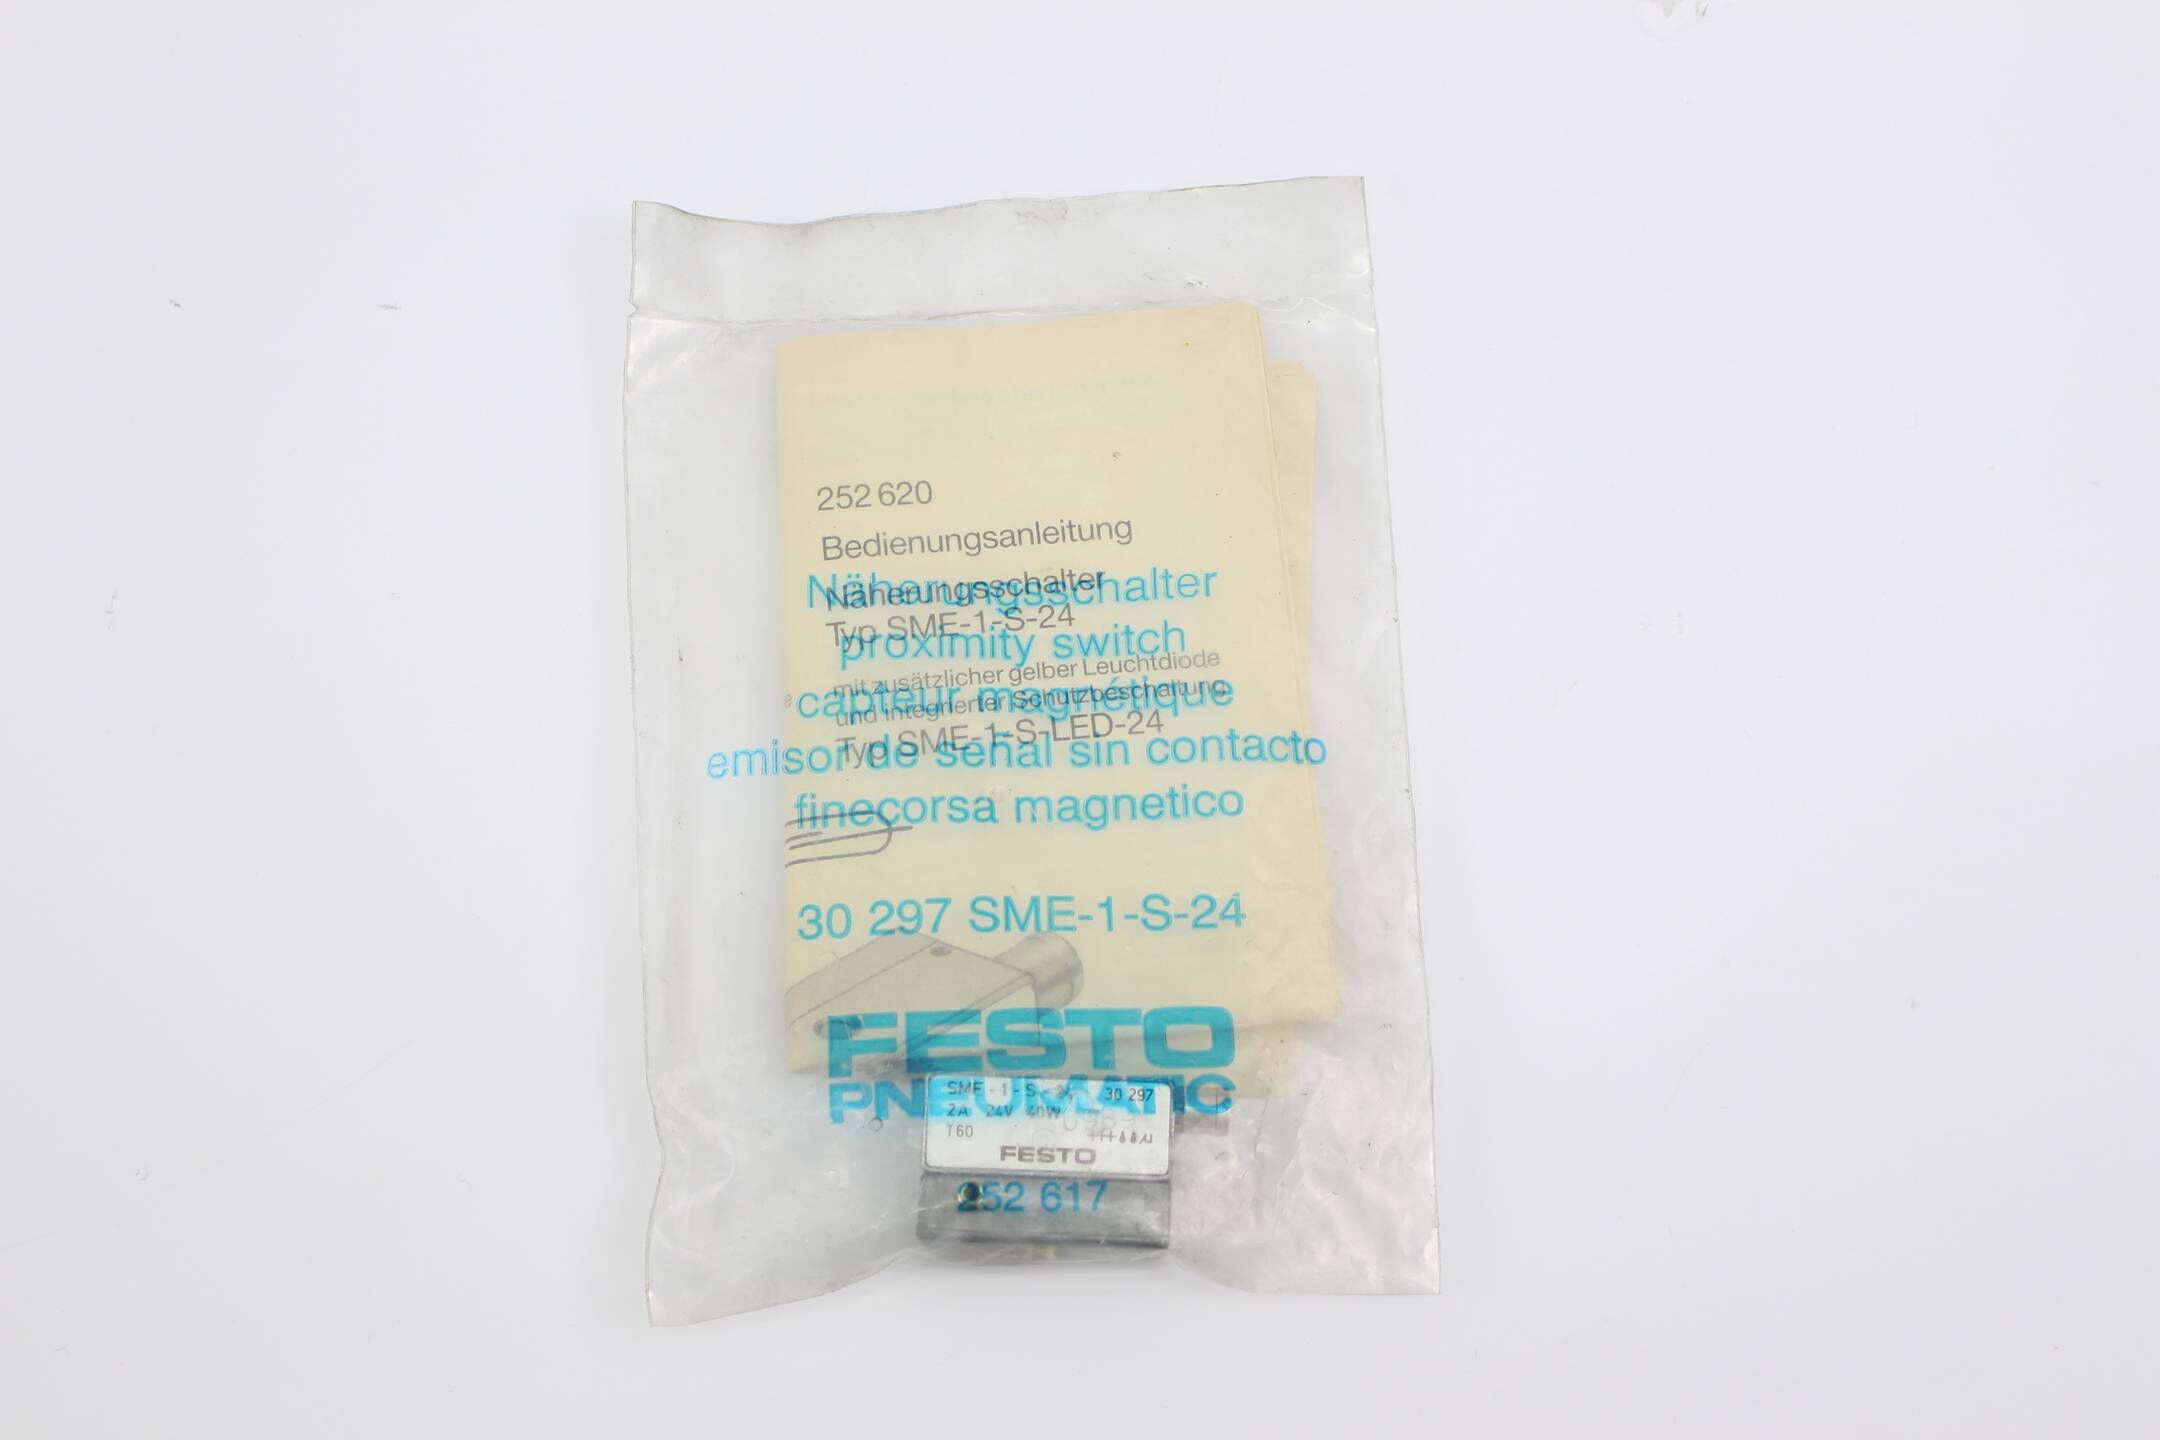 252 620
Bedienungsanleitung
Näherungsschalter
Typ SME-1-S-24
mit zusätzlicher gelber Leuchtdiode
und integrierter Schutzbeschaltung
Typ SME-1-S-LED-24
Näherungsschalter
proximity switch
capteur magnétique
emisor de señal sin contacto
finecorsa magnetico
30 297 SME-1-S-24
FESTO
PNEUMATIC
SME-1-S-24 30 297
2A 24V 40W
T60
FESTO
252 617